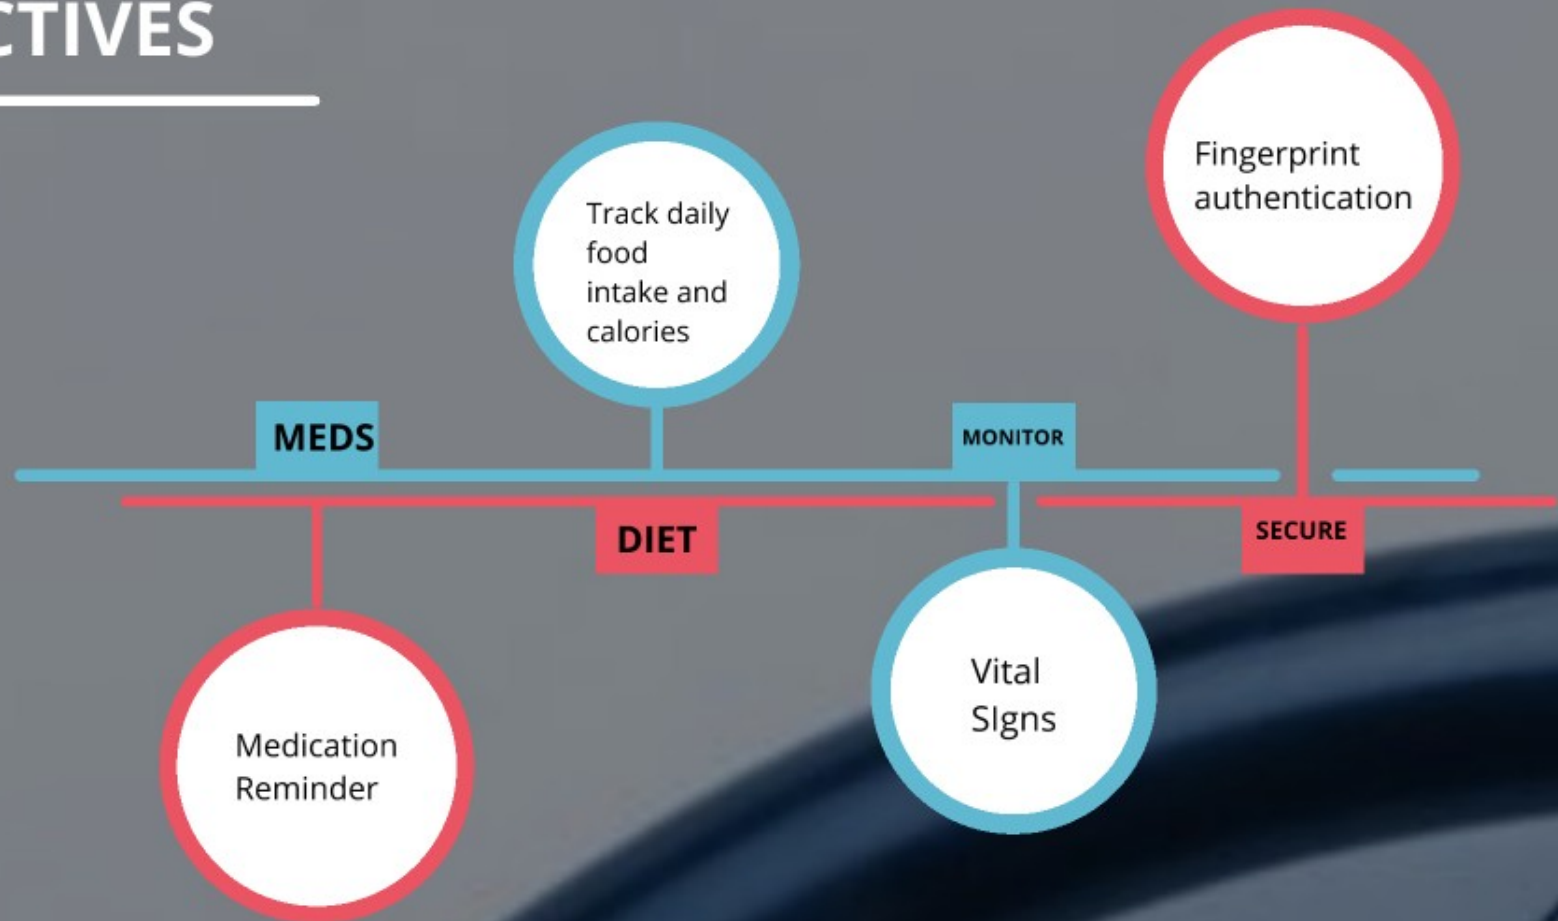 CTIVES
Fingerprint
authentication
Track daily
food
intake and
calories
MEDS
MONITOR
DIET
SECURE
Vital
SIgns
Medication
Reminder